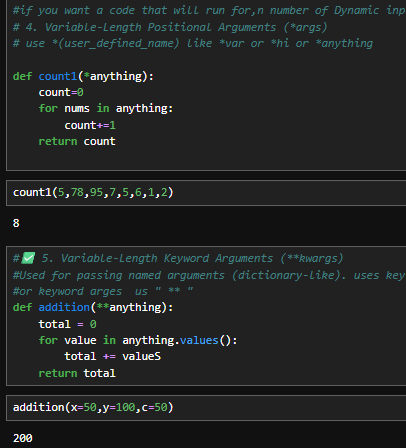 #if you want a code that will run for,n number of Dynamic inp
# 4. Variable-Length Positional Arguments (*args)
# use *(user_defined_name) like *var or *hi or *anything
def count1(*anything):
    count=0
    for nums in anything:
        count+=1
    return count
count1(5,78,95,7,5,6,1,2)
8
#✅ 5. Variable-Length Keyword Arguments (**kwargs)
#Used for passing named arguments (dictionary-like). uses key
#or keyword arges  us " ** "
def addition(**anything):
    total = 0
    for value in anything.values():
        total += valueS
    return total
addition(x=50,y=100,c=50)
200